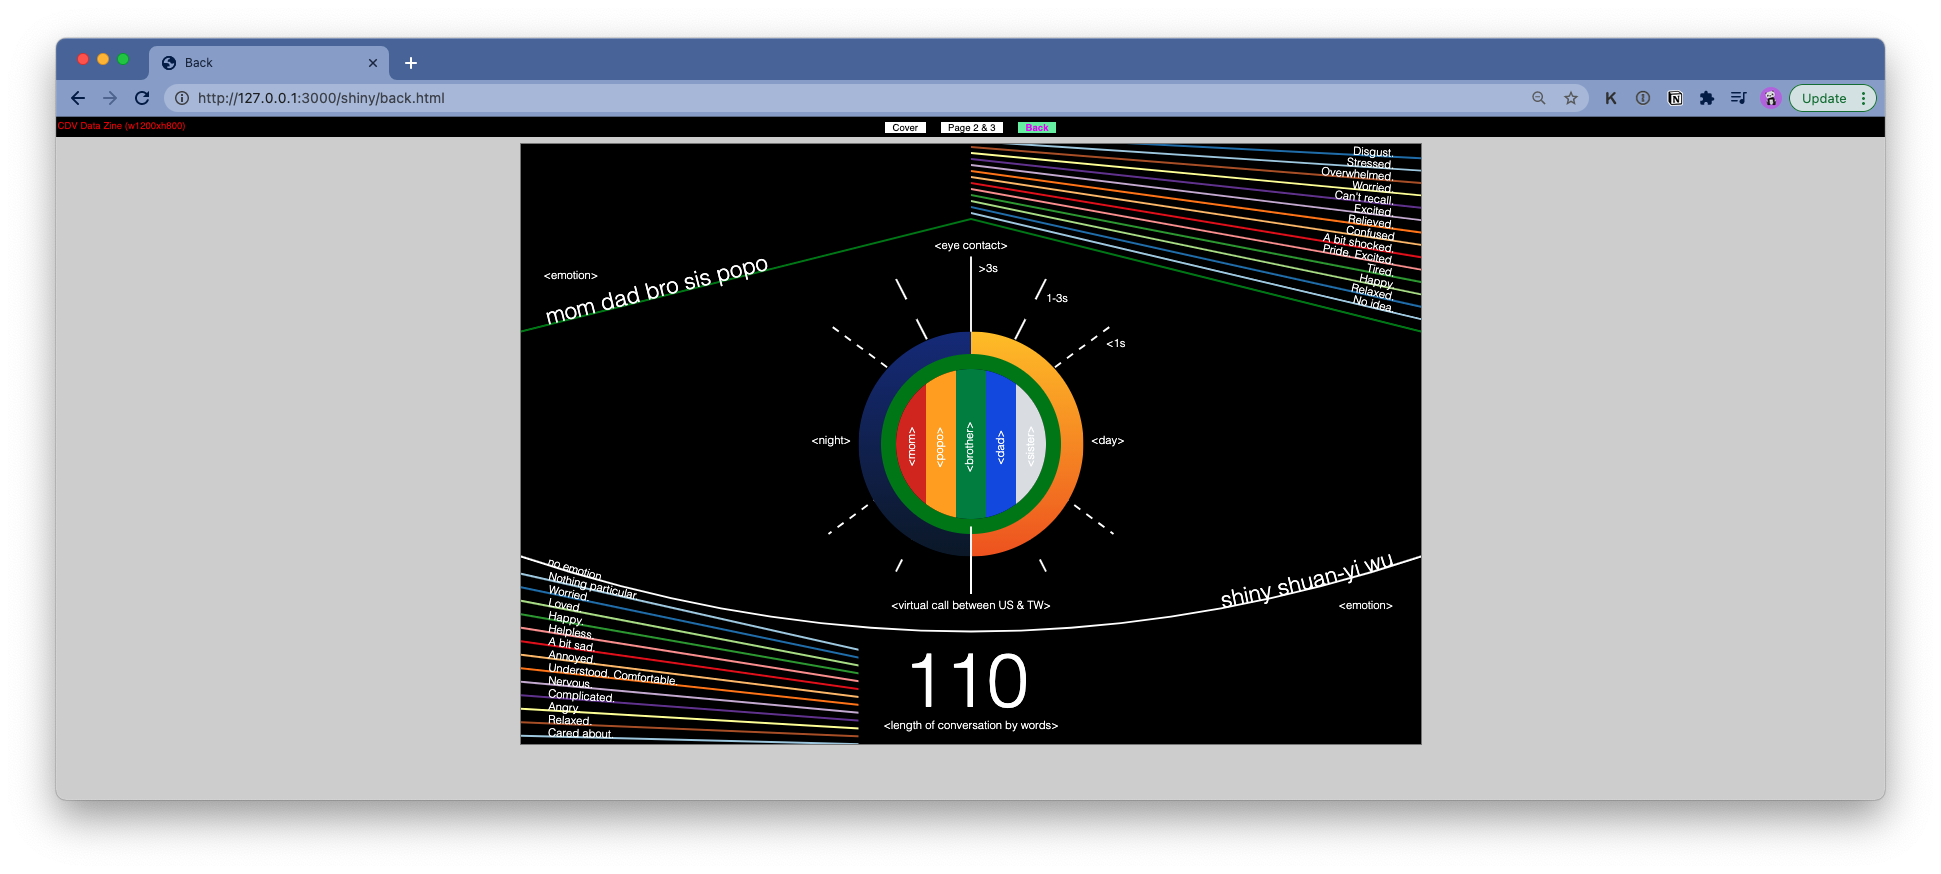 Back
http://127.0.0.1:3000/shiny/back.html
Update
CDV Data Zine (w1200xh800)
Cover
Page 2 & 3
Back
Disgust.
Stressed.
Overwhelmed.
Worried.
Can't recall.
Excited.
Relieved.
Confused.
A bit shocked.
Pride. Excited.
Tired.
Happy.
Relaxed.
No idea.
<eye contact>
>3s
1-3s
<1s
<emotion>
mom dad bro sis popo
<night>
<mom>
<popo>
<brother>
<dad>
<sister>
<day>
<virtual call between US & TW>
shiny shuan-yi wu
<emotion>
no emotion.
Nothing particular.
Worried.
Loved.
Happy.
Helpless.
A bit sad.
Annoyed.
Understood. Comfortable.
Nervous.
Complicated.
Angry.
Relaxed.
Cared about.
110
<length of conversation by words>